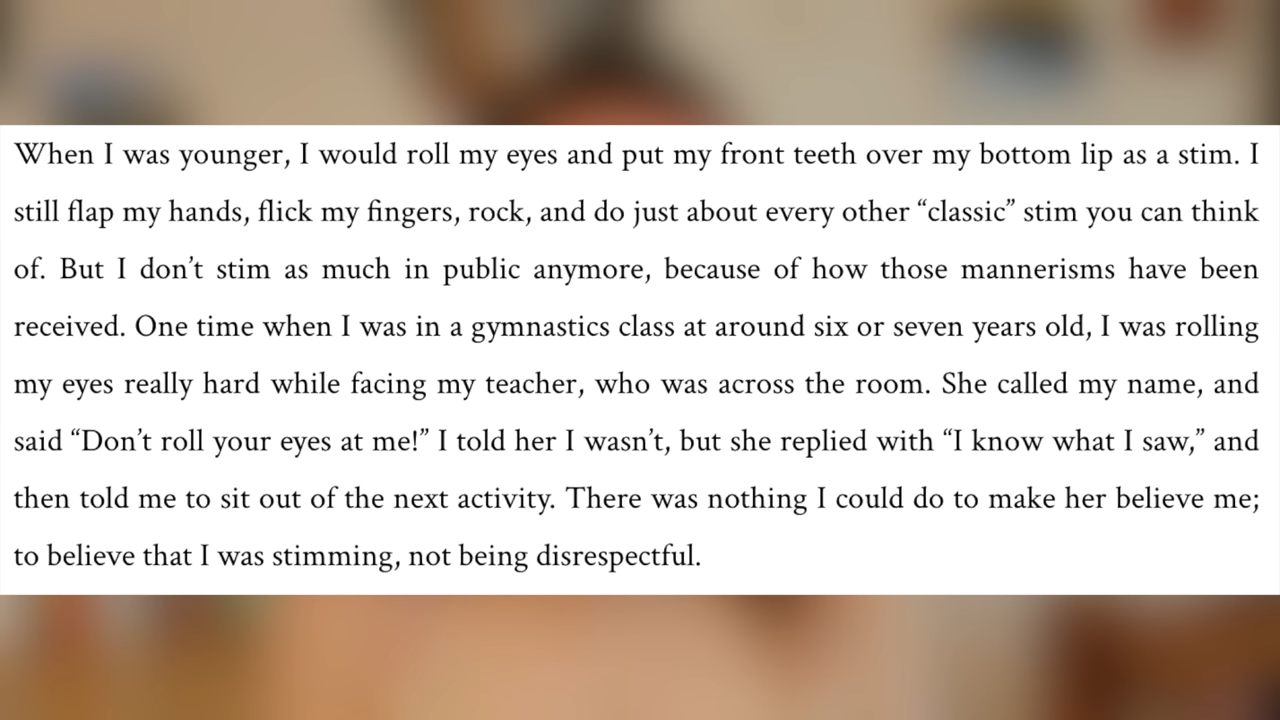 When I was younger, I would roll my eyes and put my front teeth over my bottom lip as a stim. I
still flap my hands, flick my fingers, rock, and do just about every other “classic” stim you can think
of. But I don’t stim as much in public anymore, because of how those mannerisms have been
received. One time when I was in a gymnastics class at around six or seven years old, I was rolling
my eyes really hard while facing my teacher, who was across the room. She called my name, and
said “Don’t roll your eyes at me!” I told her I wasn’t, but she replied with “I know what I saw,” and
then told me to sit out of the next activity. There was nothing I could do to make her believe me;
to believe that I was stimming, not being disrespectful.